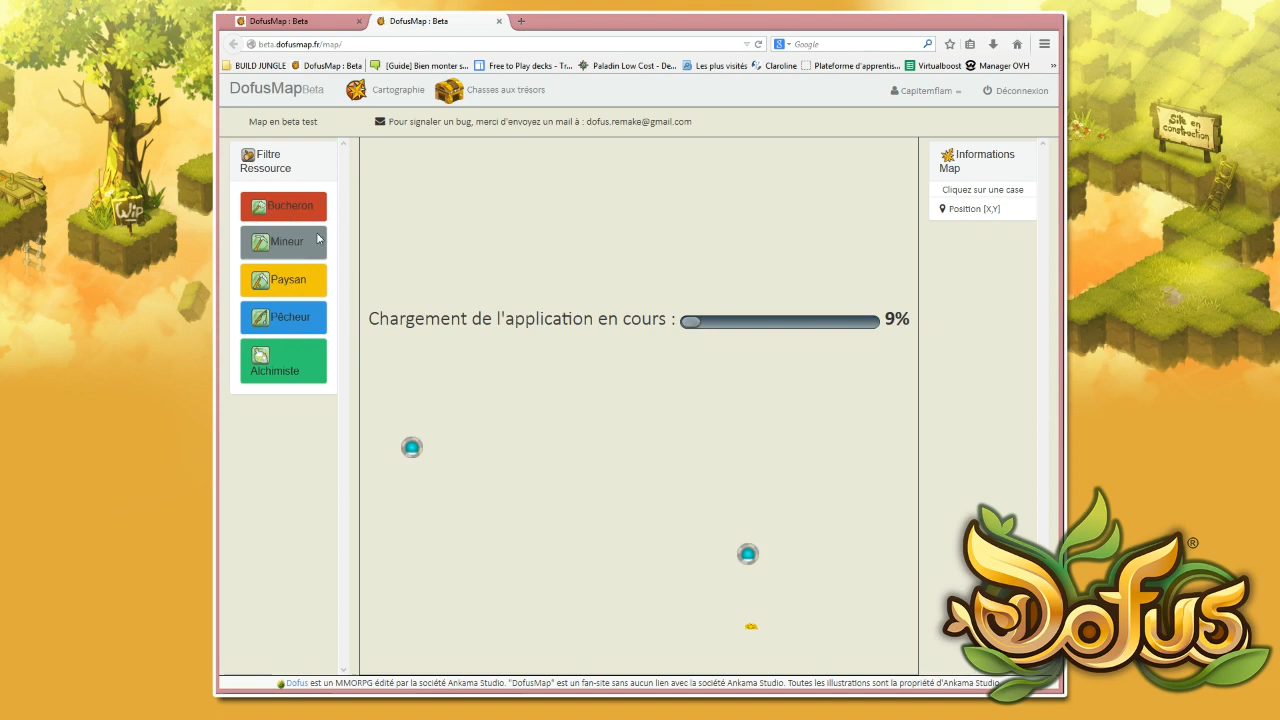 DofusMap : Beta
DofusMap : Beta
beta.dofusmap.fr/map/
Google
BUILD JUNGLE
DofusMap : Beta
[Guide] Bien monter s...
Free to Play decks - Tr...
Paladin Low Cost - De...
Les plus visités
Claroline
Plateforme d'apprentis...
Virtualboost
Manager OVH
DofusMapBeta
Cartographie
Chasses aux trésors
Capitemflam
Déconnexion
Map en beta test
Pour signaler un bug, merci d'envoyez un mail à : dofus.remake@gmail.com
Filtre
Ressource
Bucheron
Mineur
Paysan
Pêcheur
Alchimiste
Chargement de l'application en cours : 9%
Informations
Map
Cliquez sur une case
Position [X,Y]
Dofus est un MMORPG édité par la société Ankama Studio. "DofusMap" est un fan-site sans aucun lien avec la société Ankama Studio. Toutes les illustrations sont la propriété d'Ankama Studio
Wip
Site en
construction
Dofus ®